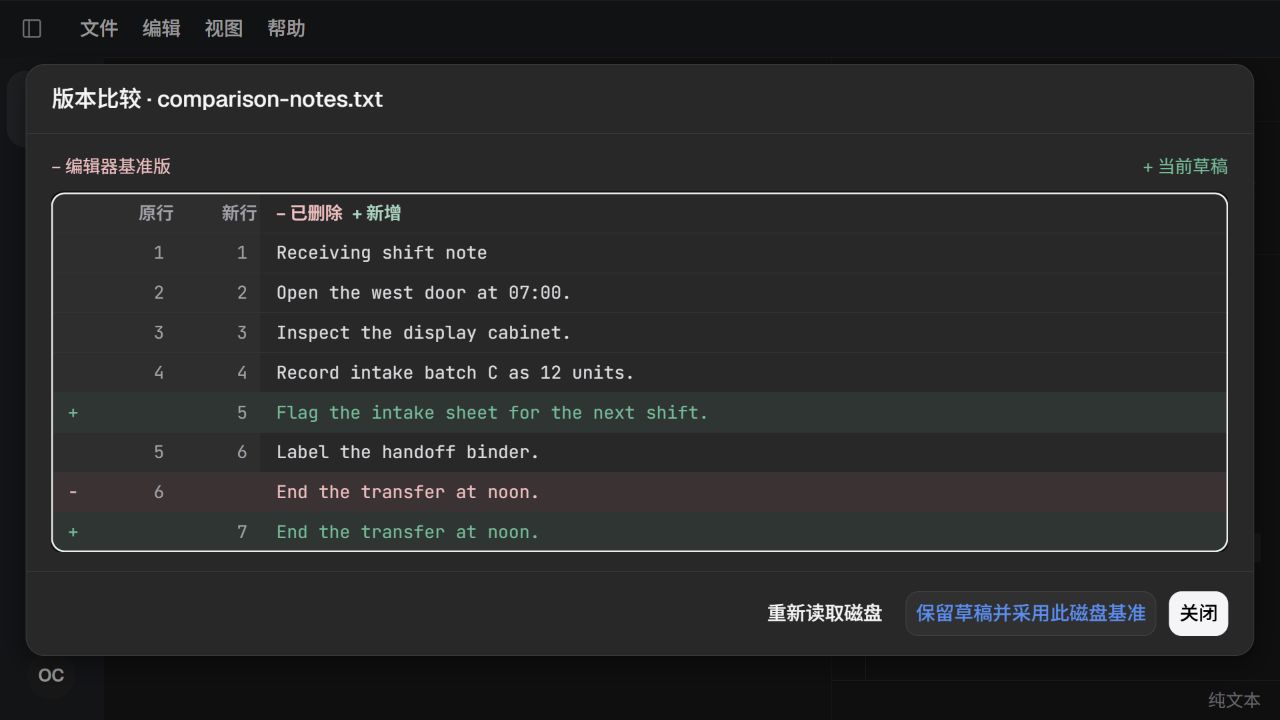 文件 编辑 视图 帮助
版本比较 · comparison-notes.txt
− 编辑器基准版 + 当前草稿
原行 新行 − 已删除 + 新增
1 1 Receiving shift note
2 2 Open the west door at 07:00.
3 3 Inspect the display cabinet.
4 4 Record intake batch C as 12 units.
+ 5 Flag the intake sheet for the next shift.
5 6 Label the handoff binder.
- 6 End the transfer at noon.
+ 7 End the transfer at noon.
重新读取磁盘 保留草稿并采用此磁盘基准 关闭
OC
纯文本